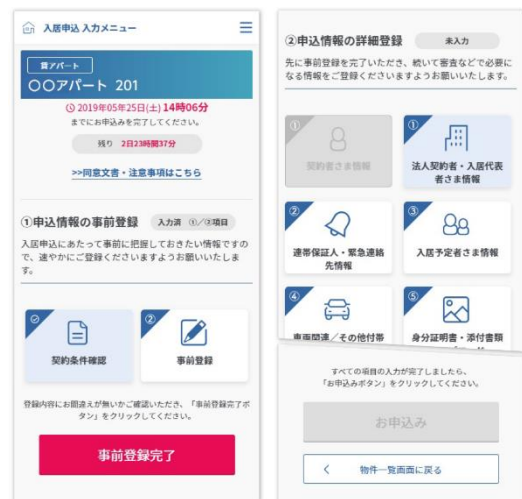 入居申込 入力メニュー
賃アパート
〇〇アパート 201
2019年05年25日(土) 14時06分
までにお申込みを完了してください。
残り 2日23時間37分
>>同意文書・注意事項はこちら
①申込情報の事前登録 入力済 ①/②項目
入居申込にあたって事前に把握しておきたい情報ですの
で、速やかにご登録くださいますようお願いいたしま
す。
契約条件確認
②
事前登録
登録内容にお間違えが無いかご確認いただき、「事前登録完了ボ
タン」をクリックしてください。
事前登録完了
②申込情報の詳細登録 未入力
先に事前登録を完了いただき、続いて審査などで必要に
なる情報をご登録くださいますようお願いいたします。
①
契約者さま情報
①
法人契約者・入居代表
者さま情報
②
連帯保証人・緊急連絡
先情報
③
入居予定者さま情報
④
車両関連/その他付帯
⑤
身分証明書・添付書類
すべての項目の入力が完了しましたら、
「お申込みボタン」をクリックしてください。
お申込み
< 物件一覧画面に戻る